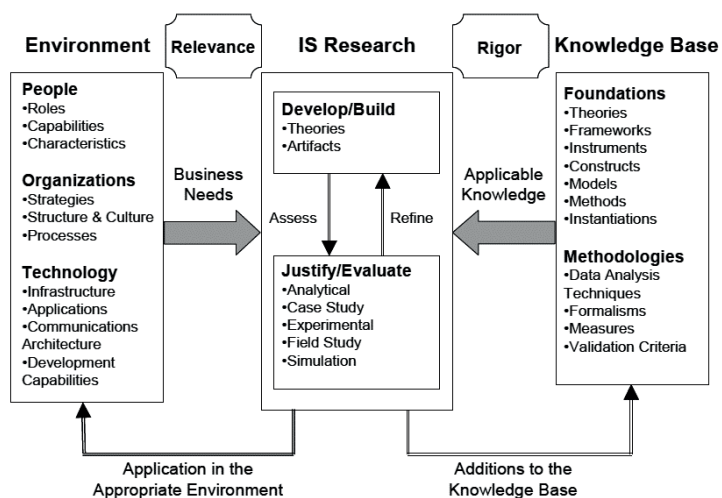 Environment
Relevance
IS Research
Rigor
Knowledge Base
People
•Roles
•Capabilities
•Characteristics
Organizations
•Strategies
•Structure & Culture
•Processes
Technology
•Infrastructure
•Applications
•Communications
Architecture
•Development
Capabilities
Business
Needs
Develop/Build
•Theories
•Artifacts
Assess
Refine
Justify/Evaluate
•Analytical
•Case Study
•Experimental
•Field Study
•Simulation
Applicable
Knowledge
Foundations
•Theories
•Frameworks
•Instruments
•Constructs
•Models
•Methods
•Instantiations
Methodologies
•Data Analysis
Techniques
•Formalisms
•Measures
•Validation Criteria
Application in the
Appropriate Environment
Additions to the
Knowledge Base